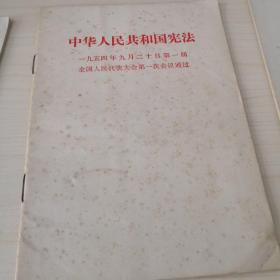 中华人民共和国宪法
一九五四年九月二十日第一届
全国人民代表大会第一次会议通过